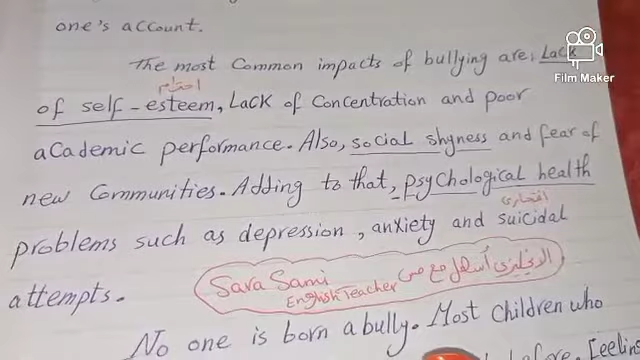 one's account.
The most Common impacts of bullying are; Lack
احترام
of self-esteem, Lack of Concentration and poor
academic performance. Also, social shyness and fear of
new Communities. Adding to that, psychological health
problems such as depression, anxiety and suicidal
attempts.
Sara Sami
English Teacher
الانجليزى أسهل مع مس
No one is born a bully. Most children who
before. Feeling
Film Maker